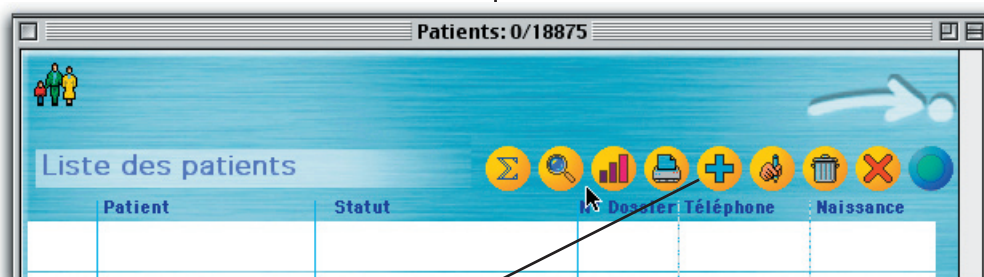 Patients: 0/18875
Liste des patients
Σ
Patient Statut N° Dossier Téléphone Naissance